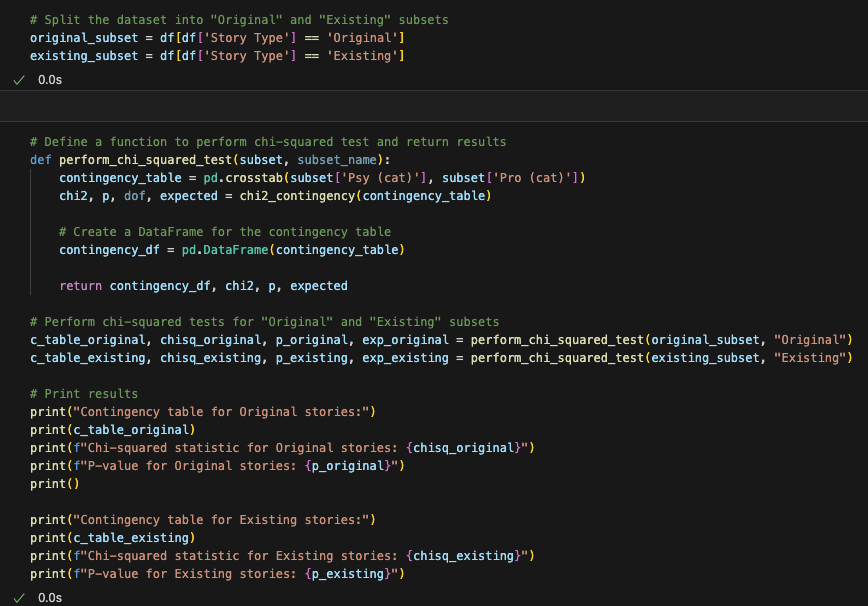 # Split the dataset into "Original" and "Existing" subsets
original_subset = df[df['Story Type'] == 'Original']
existing_subset = df[df['Story Type'] == 'Existing']
✓ 0.0s
# Define a function to perform chi-squared test and return results
def perform_chi_squared_test(subset, subset_name):
    contingency_table = pd.crosstab(subset['Psy (cat)'], subset['Pro (cat)'])
    chi2, p, dof, expected = chi2_contingency(contingency_table)
    # Create a DataFrame for the contingency table
    contingency_df = pd.DataFrame(contingency_table)
    return contingency_df, chi2, p, expected
# Perform chi-squared tests for "Original" and "Existing" subsets
c_table_original, chisq_original, p_original, exp_original = perform_chi_squared_test(original_subset, "Original")
c_table_existing, chisq_existing, p_existing, exp_existing = perform_chi_squared_test(existing_subset, "Existing")
# Print results
print("Contingency table for Original stories:")
print(c_table_original)
print(f"Chi-squared statistic for Original stories: {chisq_original}")
print(f"P-value for Original stories: {p_original}")
print()
print("Contingency table for Existing stories:")
print(c_table_existing)
print(f"Chi-squared statistic for Existing stories: {chisq_existing}")
print(f"P-value for Existing stories: {p_existing}")
✓ 0.0s